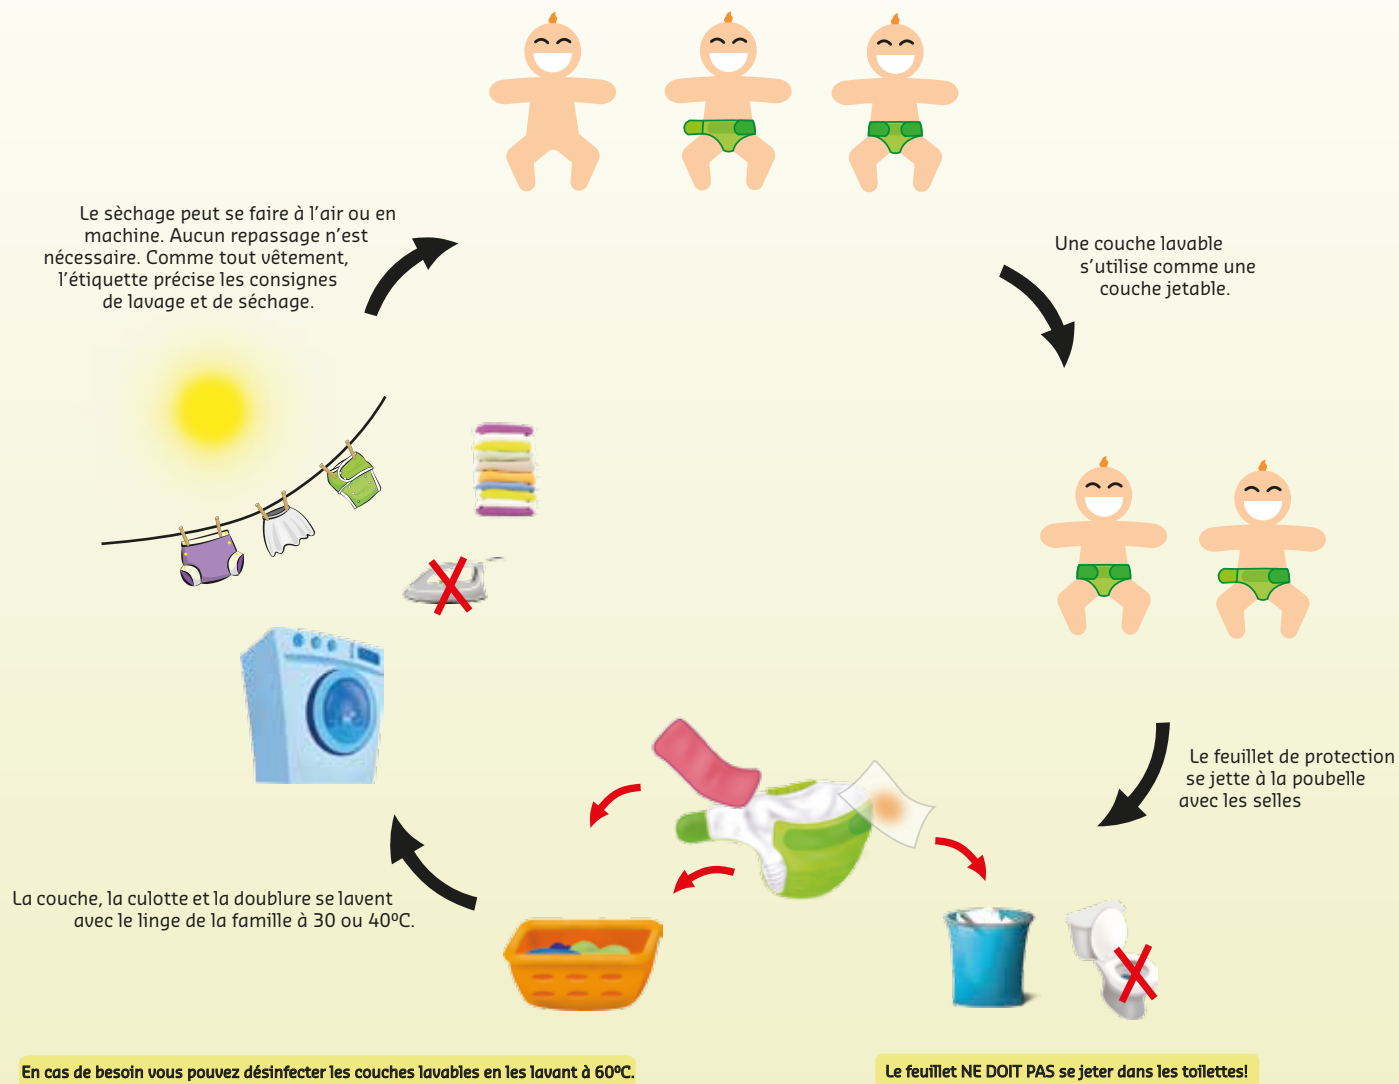 Le sèchage peut se faire à l'air ou en
machine. Aucun repassage n'est
nécessaire. Comme tout vêtement,
l'étiquette précise les consignes
de lavage et de séchage.
Une couche lavable
s'utilise comme une
couche jetable.
Le feuillet de protection
se jette à la poubelle
avec les selles
La couche, la culotte et la doublure se lavent
avec le linge de la famille à 30 ou 40ºC.
En cas de besoin vous pouvez désinfecter les couches lavables en les lavant à 60ºC.
Le feuillet NE DOIT PAS se jeter dans les toilettes!